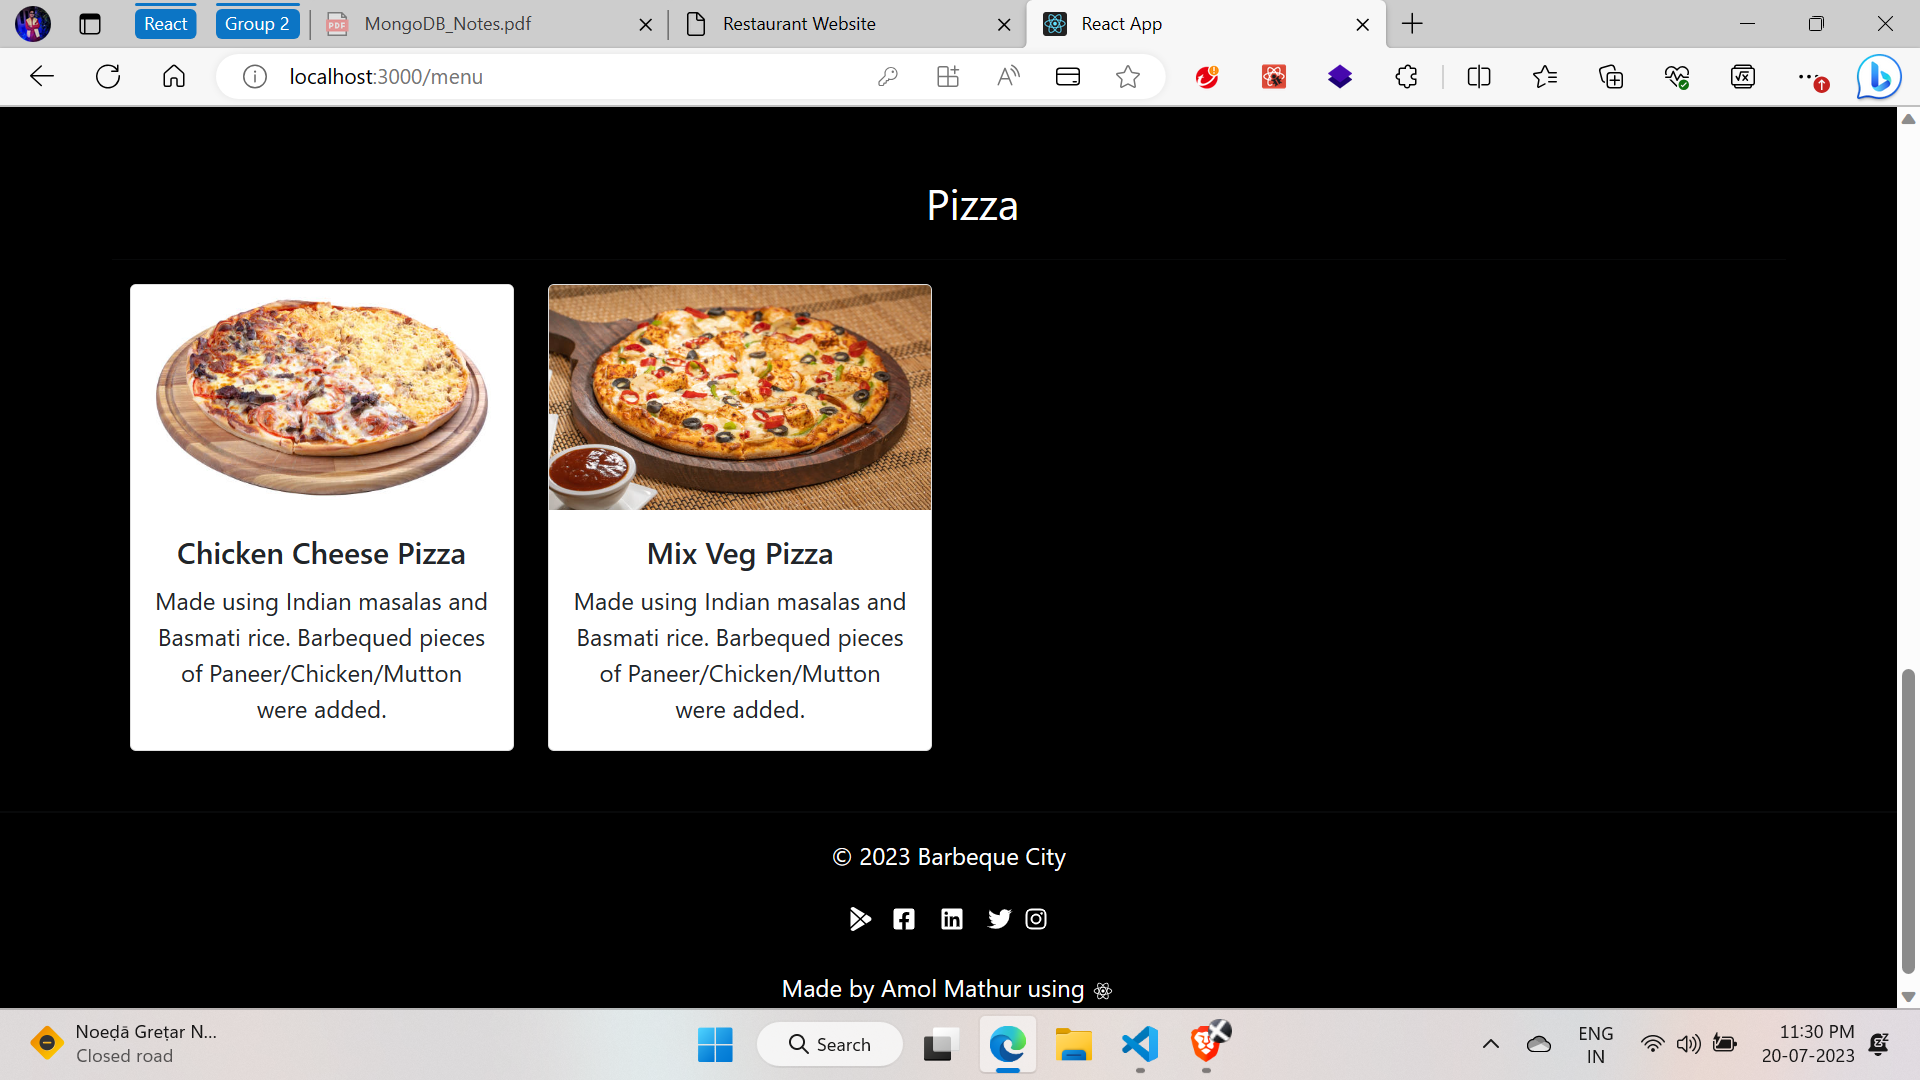 React
Group 2
MongoDB_Notes.pdf
Restaurant Website
React App
localhost:3000/menu
Pizza
Chicken Cheese Pizza
Made using Indian masalas and
Basmati rice. Barbequed pieces
of Paneer/Chicken/Mutton
were added.
Mix Veg Pizza
Made using Indian masalas and
Basmati rice. Barbequed pieces
of Paneer/Chicken/Mutton
were added.
© 2023 Barbeque City
Made by Amol Mathur using
Noeḍā Greṭar N...
Closed road
Search
ENG
IN
11:30 PM
20-07-2023